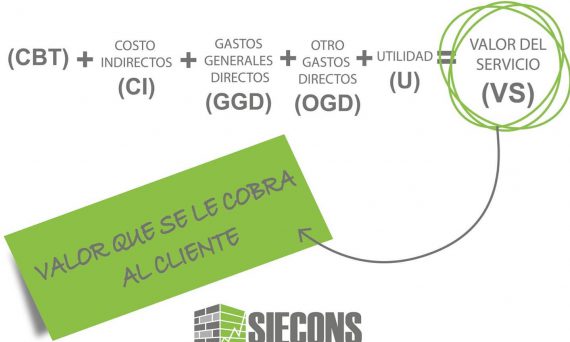 (CBT) + COSTO INDIRECTOS (CI) + GASTOS GENERALES DIRECTOS (GGD) + OTRO GASTOS DIRECTOS (OGD) + UTILIDAD (U) = VALOR DEL SERVICIO (VS)
VALOR QUE SE LE COBRA
AL CLIENTE
SIECONS